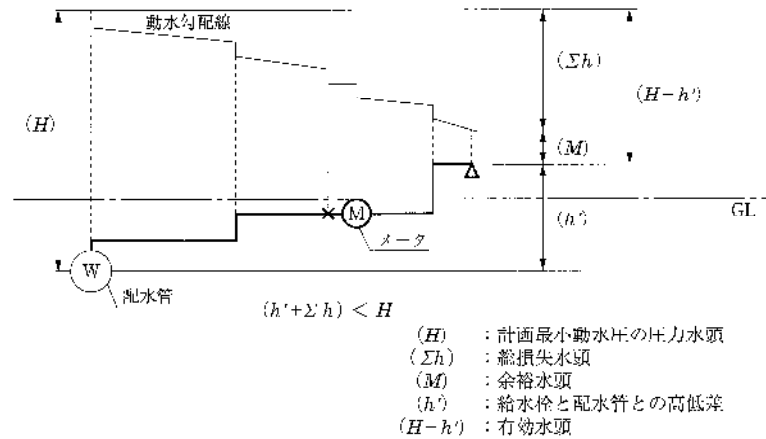 動水勾配線
(Σh)
(H−h')
(H)
(M)
GL
(h')
M
メータ
W
配水管
(h'+Σh) < H
(H) ：計画最小動水圧の圧力水頭
(Σh) ：総損失水頭
(M) ：余裕水頭
(h') ：給水栓と配水管との高低差
(H−h') ：有効水頭